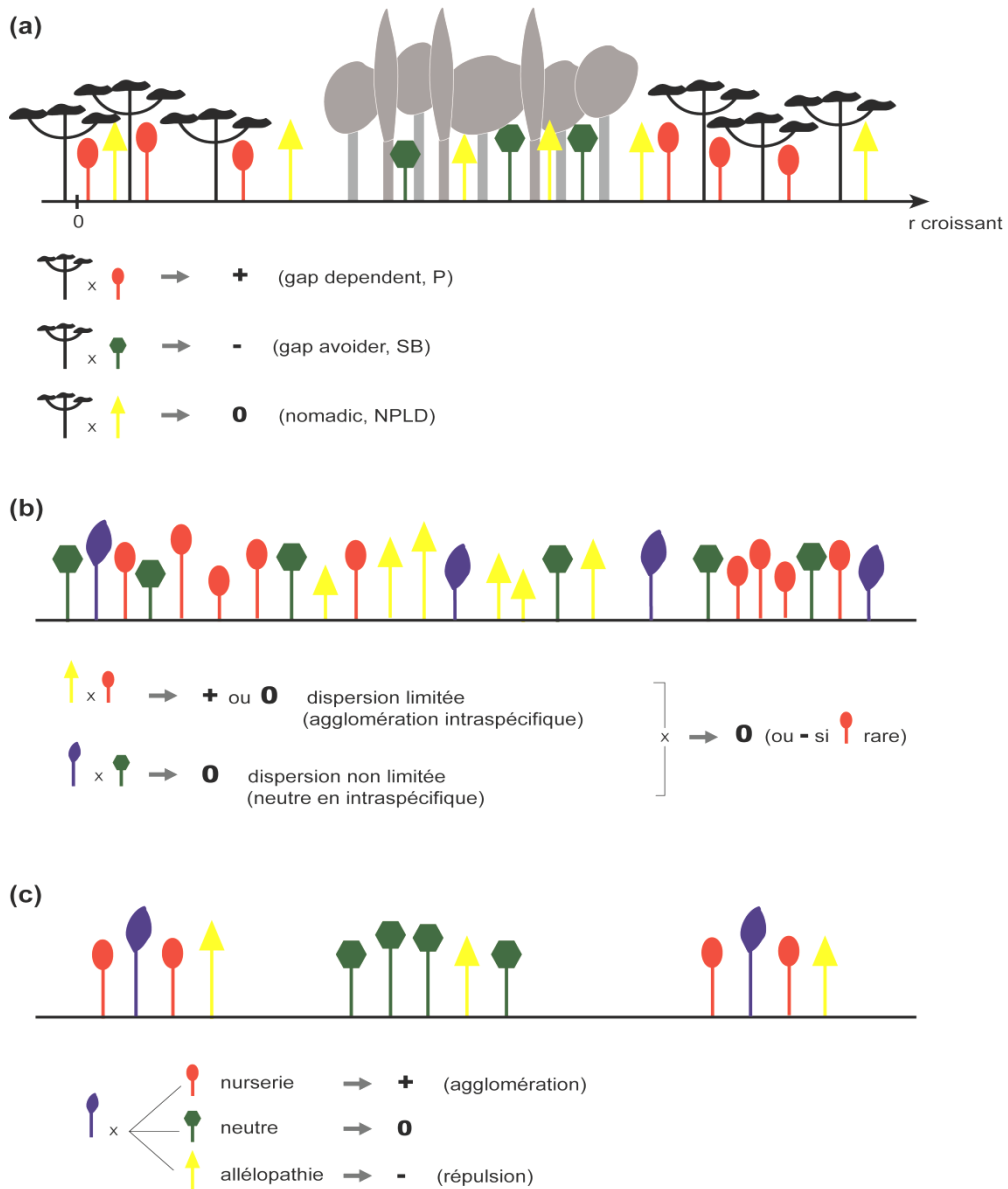 (a)
0
r croissant
x → + (gap dependent, P)
x → - (gap avoider, SB)
x → 0 (nomadic, NPLD)
(b)
x → + ou 0 dispersion limitée
(agglomération intraspécifique)
x → 0 dispersion non limitée
(neutre en intraspécifique)
x → 0 (ou - si rare)
(c)
x
nurserie → + (agglomération)
neutre → 0
allélopathie → - (répulsion)